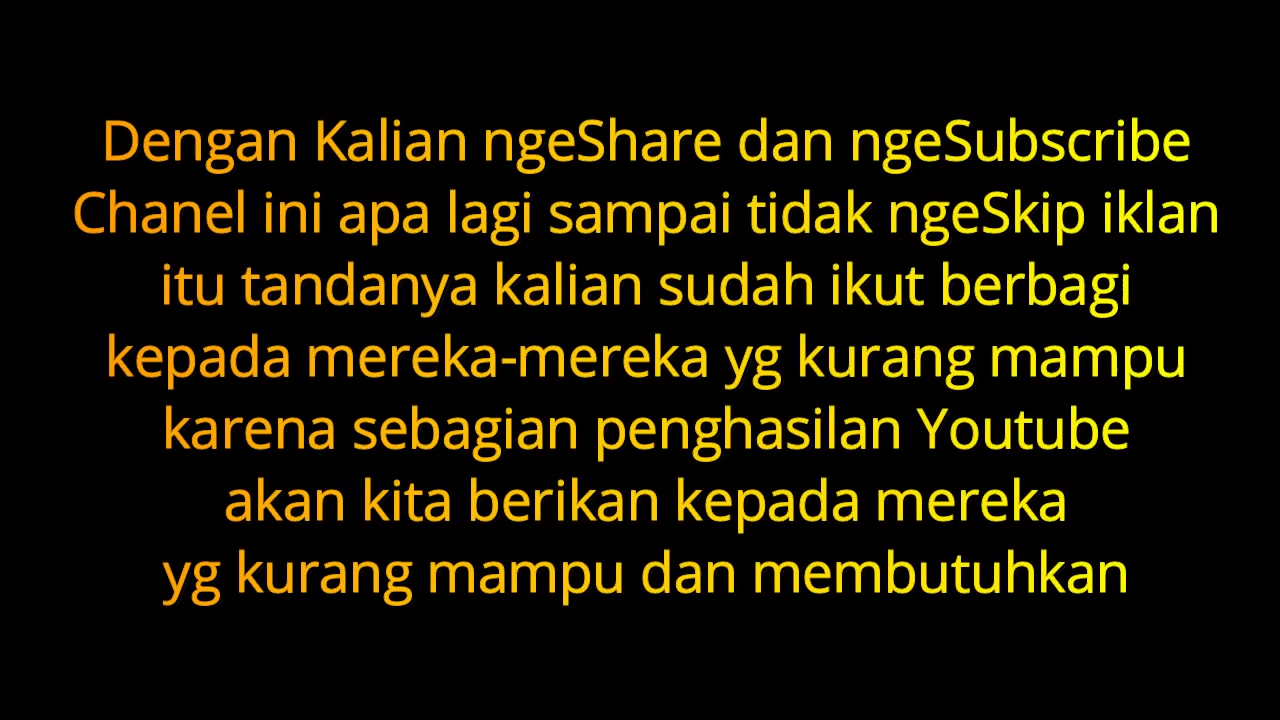 Dengan Kalian ngeShare dan ngeSubscribe
Chanel ini apa lagi sampai tidak ngeSkip iklan
itu tandanya kalian sudah ikut berbagi
kepada mereka-mereka yg kurang mampu
karena sebagian penghasilan Youtube
akan kita berikan kepada mereka
yg kurang mampu dan membutuhkan